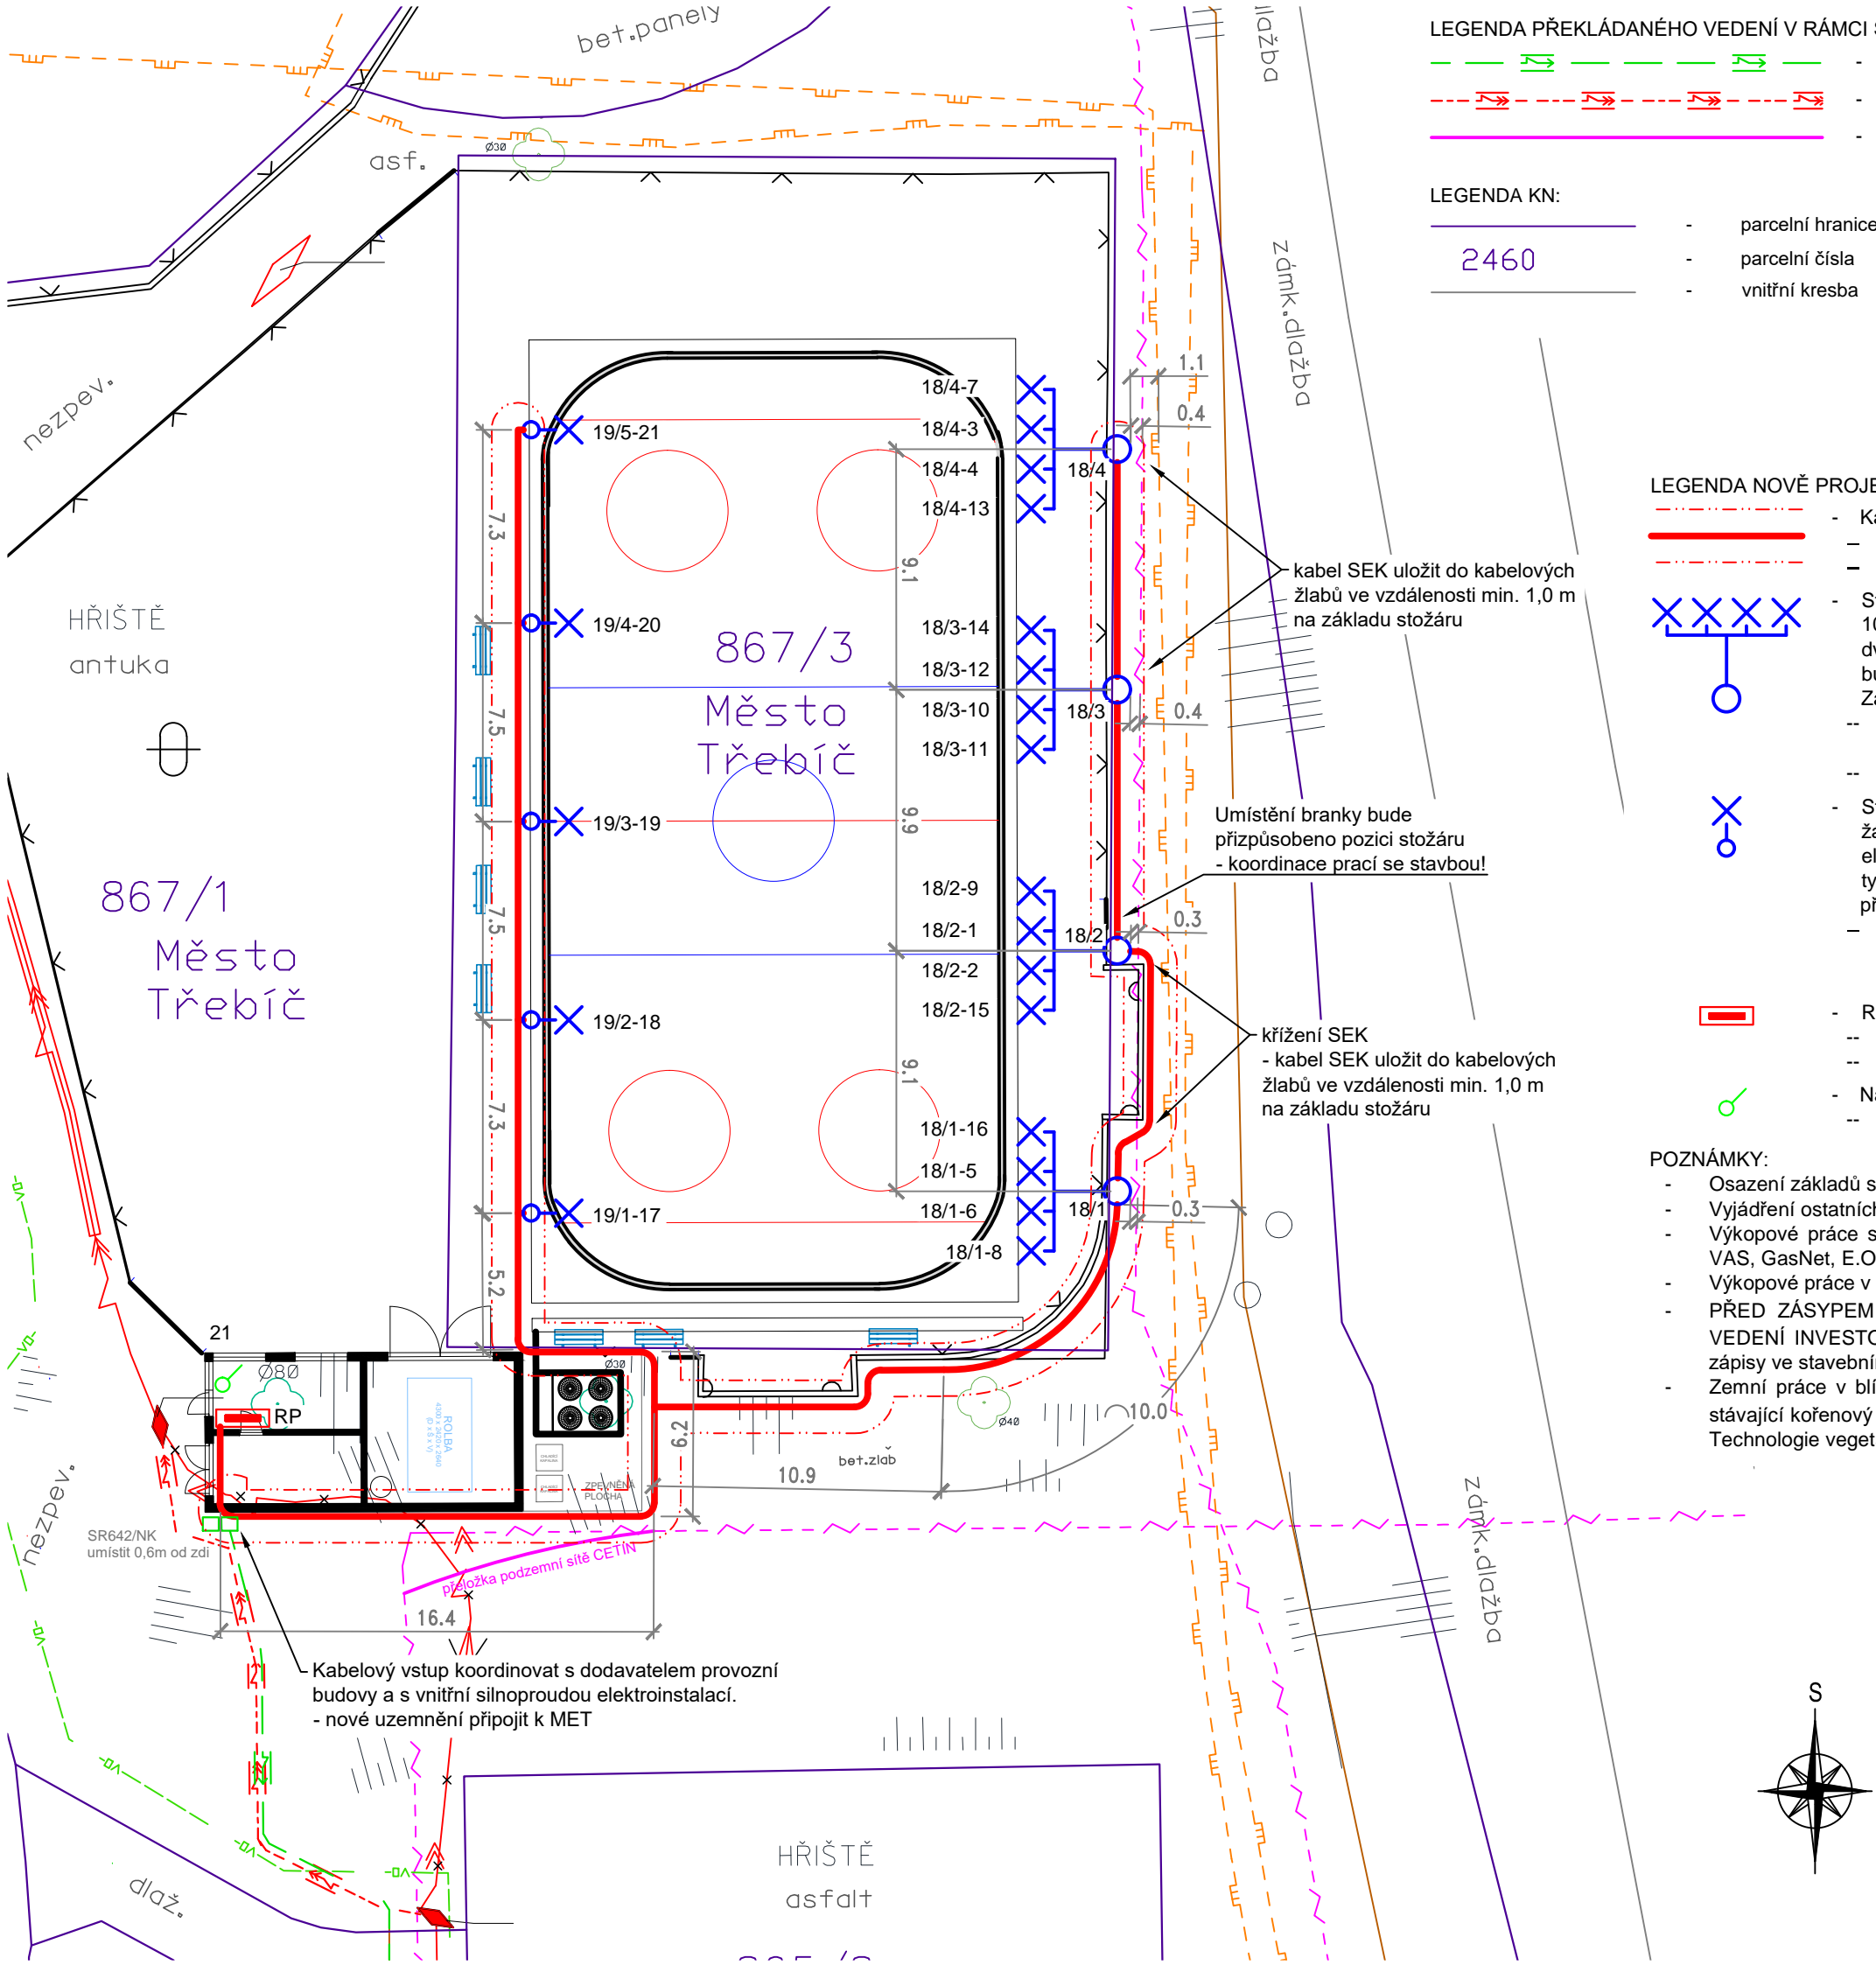 bet.panely
dlažba
LEGENDA PŘEKLÁDANÉHO VEDENÍ V RÁMCI
-
-
-
LEGENDA KN:
- parcelní hranice
2460 - parcelní čísla
- vnitřní kresba
asf.
Ø30
nezpev.
zámk.dlažba
HŘIŠTĚ
antuka
867/1
Město
Třebíč
867/3
Město
Třebíč
19/5-21
19/4-20
19/3-19
19/2-18
19/1-17
7.3
7.5
7.5
7.3
5.2
18/4-7
18/4-3
18/4-4
18/4-13
18/4
18/3-14
18/3-12
18/3-10
18/3-11
18/3
18/2-9
18/2-1
18/2-2
18/2-15
18/2
18/1-16
18/1-5
18/1-6
18/1-8
18/1
9.1
9.9
9.1
1.1
0.4
0.4
0.3
0.3
kabel SEK uložit do kabelových
žlabů ve vzdálenosti min. 1,0 m
na základu stožáru
Umístění branky bude
přizpůsobeno pozici stožáru
- koordinace prací se stavbou!
křížení SEK
- kabel SEK uložit do kabelových
žlabů ve vzdálenosti min. 1,0 m
na základu stožáru
LEGENDA NOVĚ
-
-
-
-
10
--
--
-
-
- R
--
--
-
--
POZNÁMKY:
- Osazení základů
- Vyjádření ostatních
- Výkopové práce
VAS, GasNet,
- Výkopové práce v
- PŘED ZÁSYPEM
VEDENÍ
zápisy ve
- Zemní práce v
stávající kořenový
Technologie
21
Ø80
RP
ROLBA
Ø30
ZPEVNĚNÁ
PLOCHA
6.2
10.9
10.0
bet.zlab
Ø40
SR642/NK
umístit 0,6m od zdi
nezpev.
přeložka podzemní sítě CETIN
16.4
Kabelový vstup koordinovat s dodavatelem provozní
budovy a s vnitřní silnoproudou elektroinstalací.
- nové uzemnění připojit k MET
zámk.dlažba
HŘIŠTĚ
asfalt
dlaž.
S